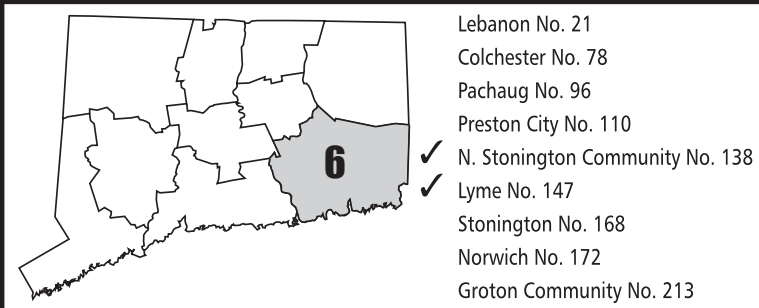 6
Lebanon No. 21
Colchester No. 78
Pachaug No. 96
Preston City No. 110
✓ N. Stonington Community No. 138
✓ Lyme No. 147
Stonington No. 168
Norwich No. 172
Groton Community No. 213